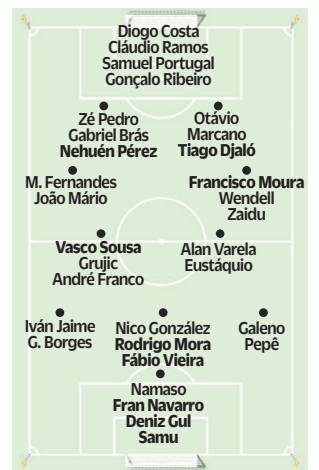 Diogo Costa
Cláudio Ramos
Samuel Portugal
Gonçalo Ribeiro
Zé Pedro
Gabriel Brás
Nehuén Pérez
Otávio
Marcano
Tiago Djaló
M. Fernandes
João Mário
Francisco Moura
Wendell
Zaidu
Vasco Sousa
Grujic
André Franco
Alan Varela
Eustáquio
Iván Jaime
G. Borges
Nico González
Rodrigo Mora
Fábio Vieira
Galeno
Pepê
Namaso
Fran Navarro
Deniz Gul
Samu